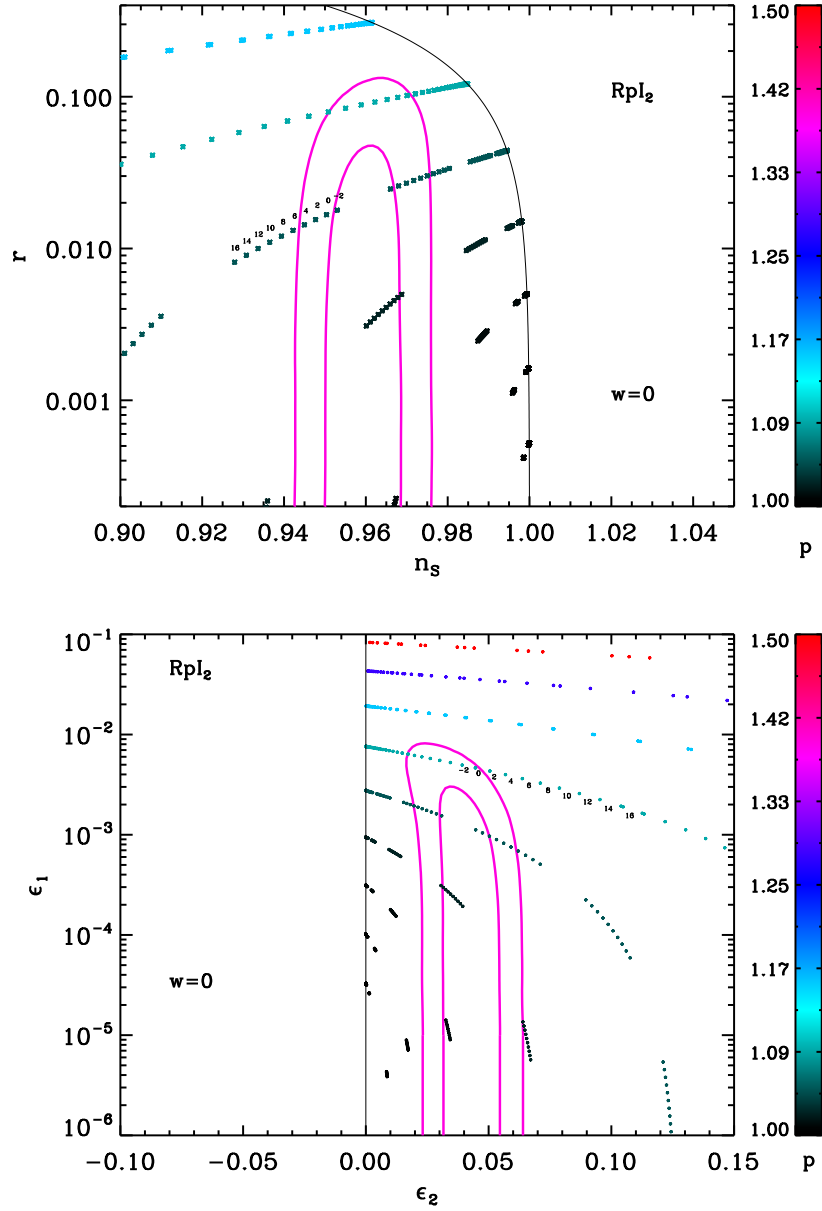 0.100
0.010
0.001
r
RpI₂
w=0
16 14 12 10 8 6 4 2 0 -2
0.90 0.92 0.94 0.96 0.98 1.00 1.02 1.04
n_S
1.50
1.42
1.33
1.25
1.17
1.09
1.00
p
10⁻¹
10⁻²
10⁻³
10⁻⁴
10⁻⁵
10⁻⁶
ϵ₁
RpI₂
w=0
-2 0 2 4 6 8 10 12 14 16
−0.10 −0.05 0.00 0.05 0.10 0.15
ϵ₂
1.50
1.42
1.33
1.25
1.17
1.09
1.00
p